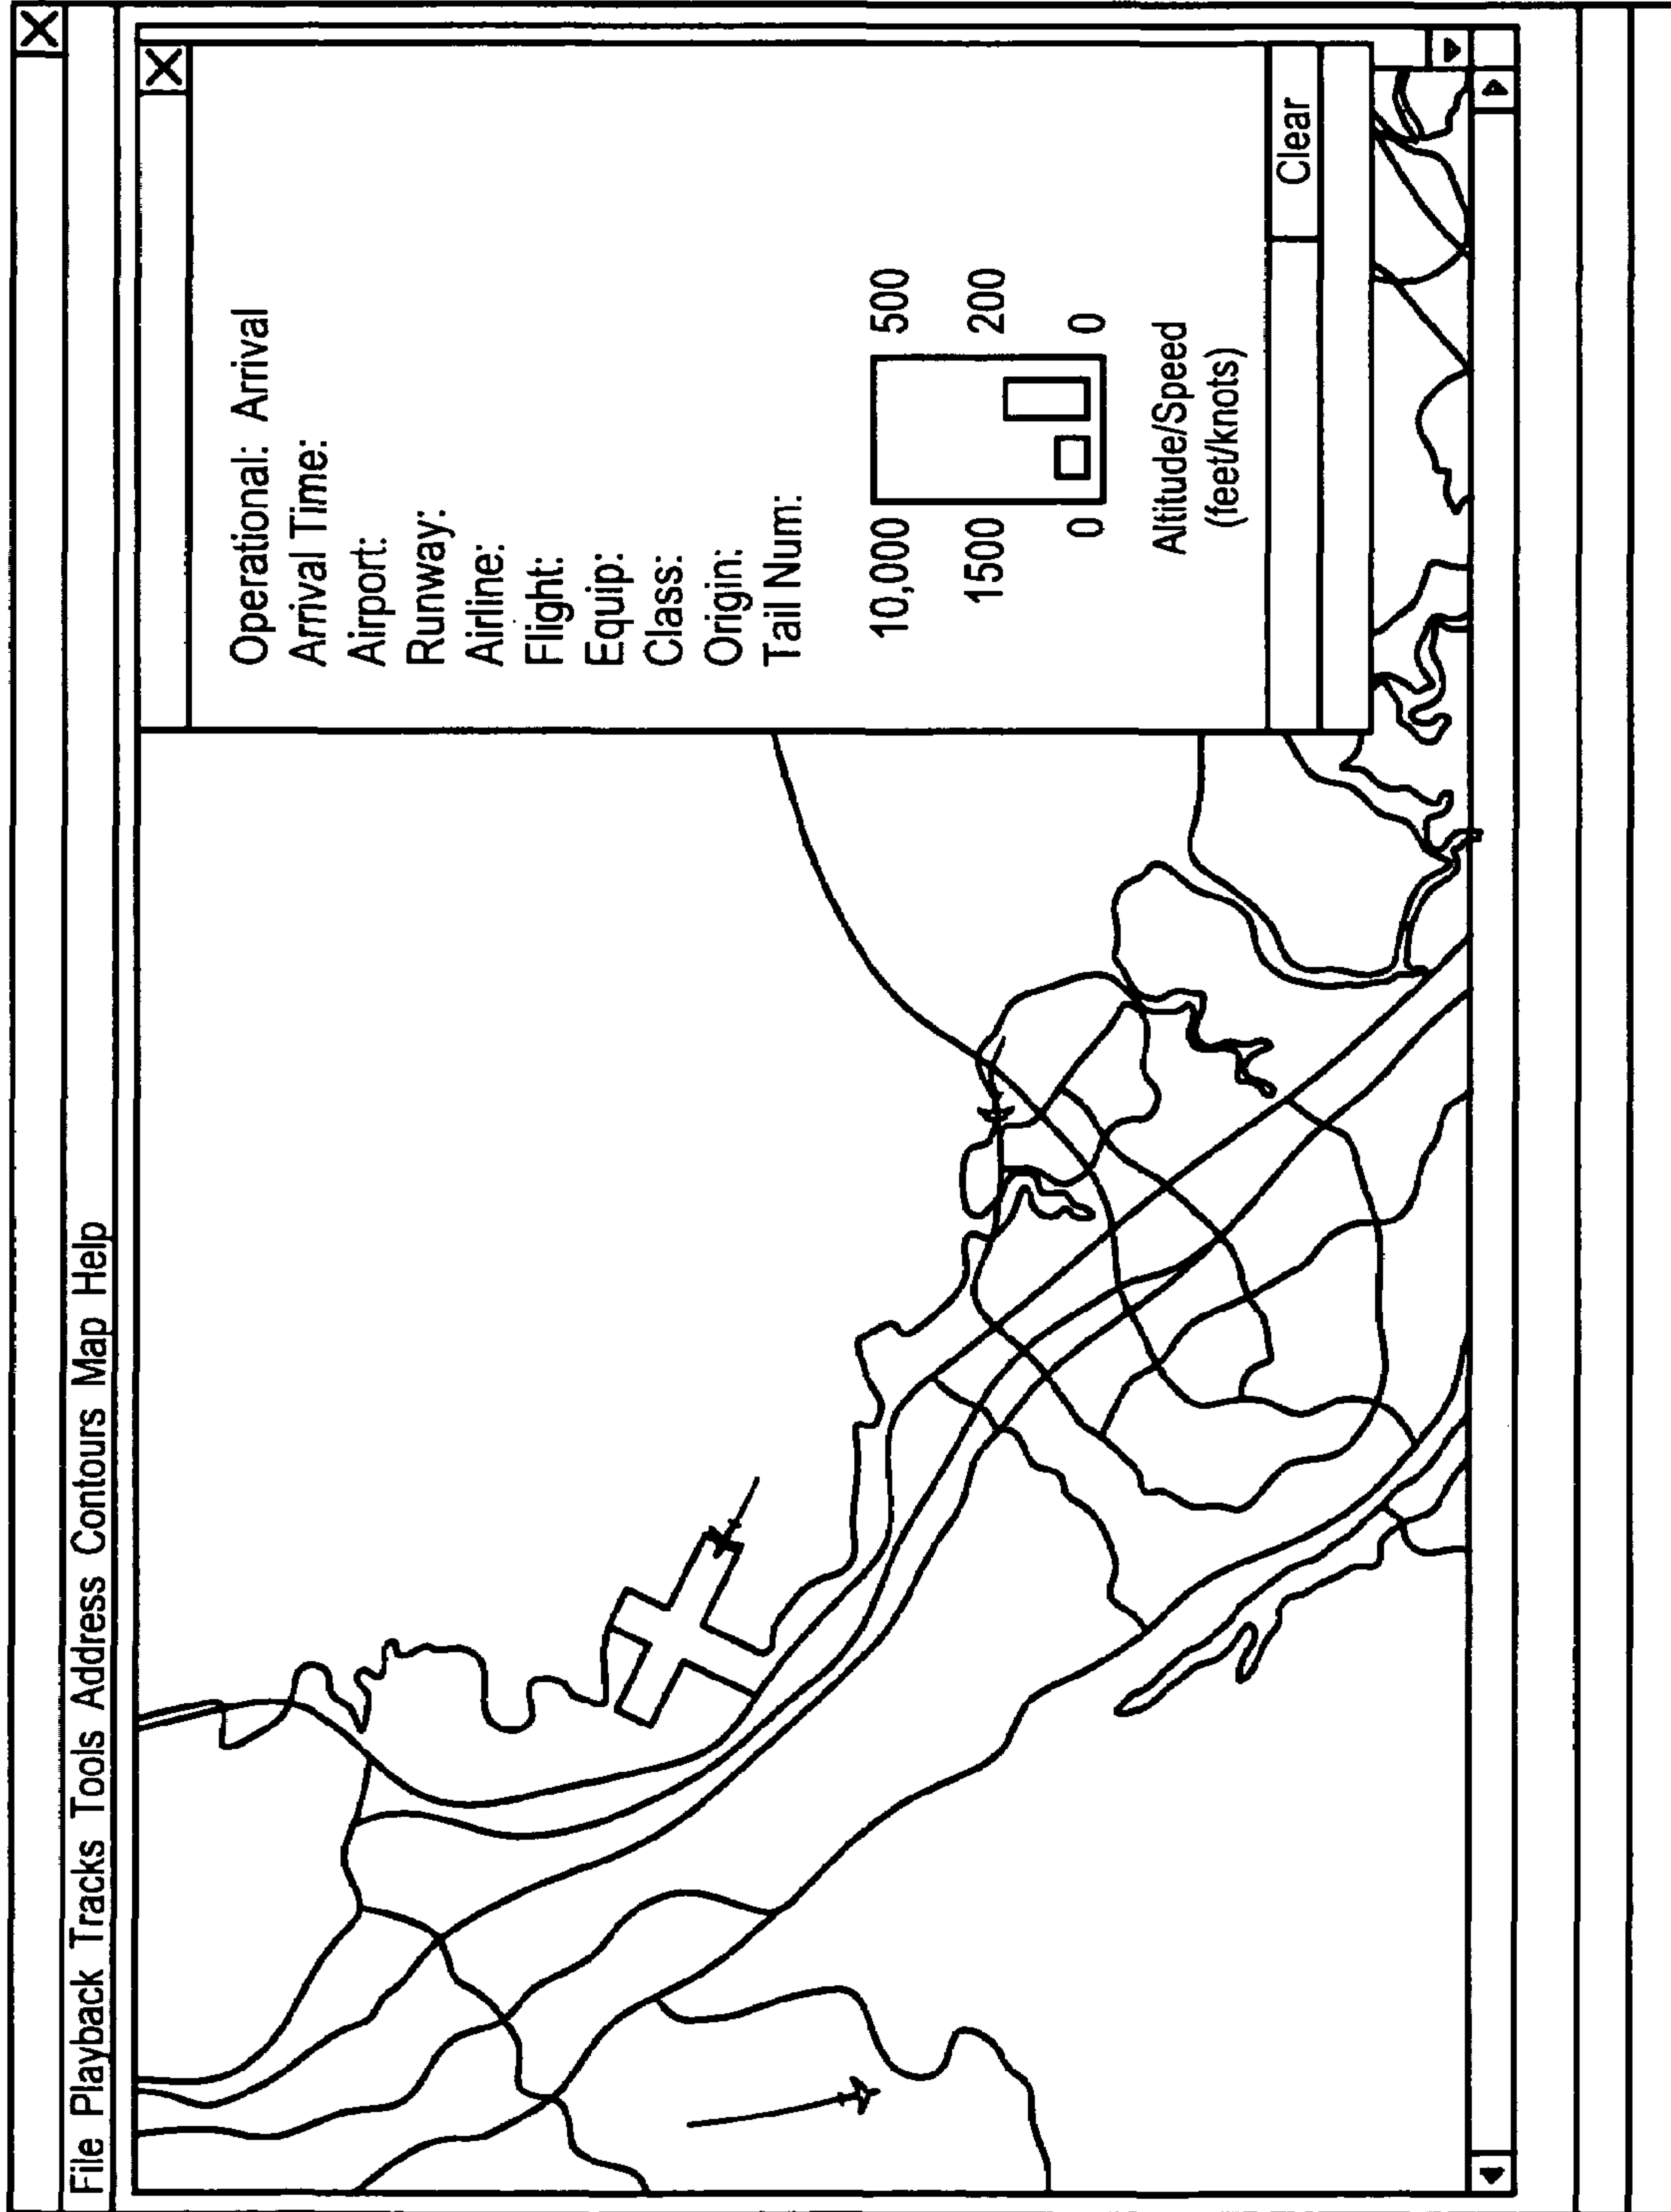 File Playback Tracks Tools Address Contours Map Help
Operational: Arrival
Arrival Time:
Airport:
Runway:
Airline:
Flight:
Equip:
Class:
Origin:
Tail Num:
10,000 500
1500 200
0 0
Altitude/Speed
(feet/knots)
Clear